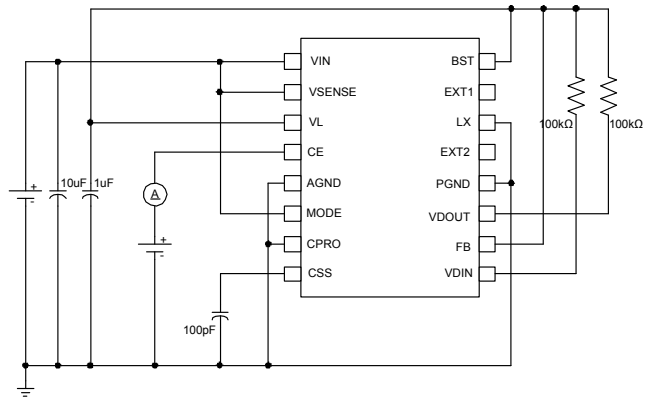 VIN
VSENSE
VL
CE
AGND
MODE
CPRO
CSS
BST
EXT1
LX
EXT2
PGND
VDOUT
FB
VDIN
100kΩ
100kΩ
+
-
10uF
1uF
A
+
-
100pF